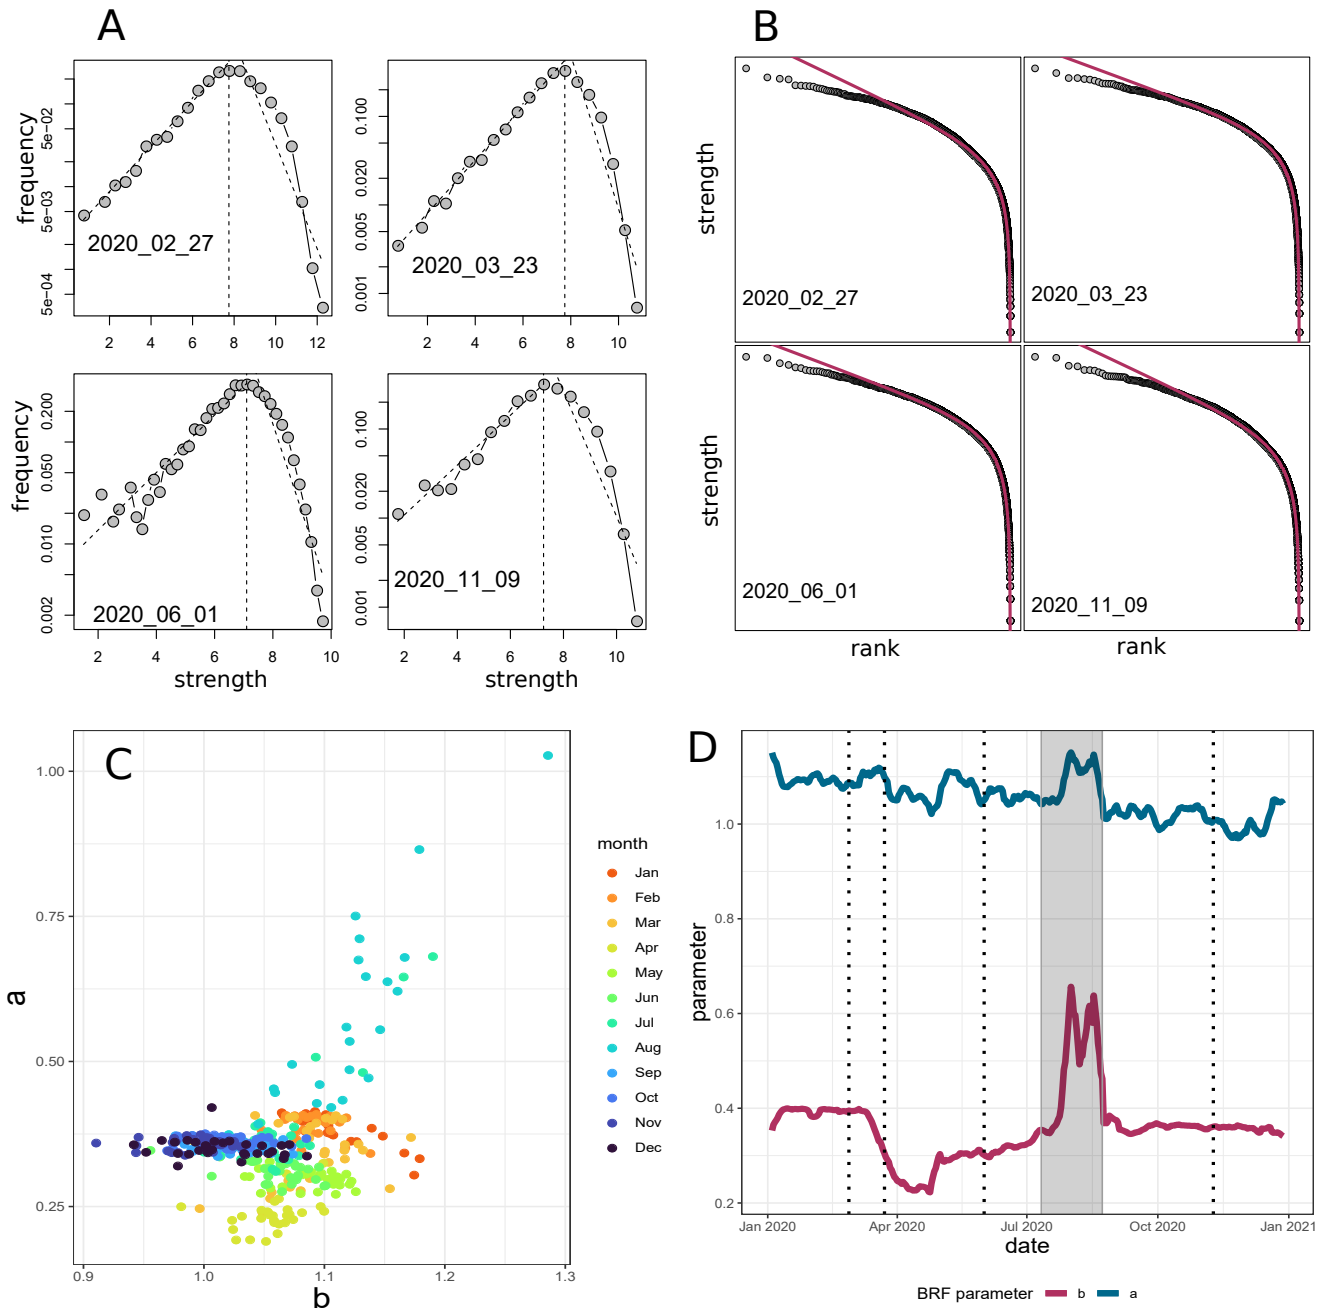 A
B
frequency
5e-02
5e-03
5e-04
2020_02_27
2 4 6 8 10 12
0.100
0.020
0.005
0.001
2020_03_23
2 4 6 8 10
frequency
0.200
0.050
0.010
0.002
2020_06_01
2 4 6 8 10
strength
0.100
0.020
0.005
0.001
2020_11_09
2 4 6 8 10
strength
strength
2020_02_27
2020_03_23
strength
2020_06_01
2020_11_09
rank
rank
C
a
1.00
0.75
0.50
0.25
0.9 1.0 1.1 1.2 1.3
b
month
Jan
Feb
Mar
Apr
May
Jun
Jul
Aug
Sep
Oct
Nov
Dec
D
parameter
1.0
0.8
0.6
0.4
0.2
Jan 2020 Apr 2020 Jul 2020 Oct 2020 Jan 2021
date
BRF parameter b a